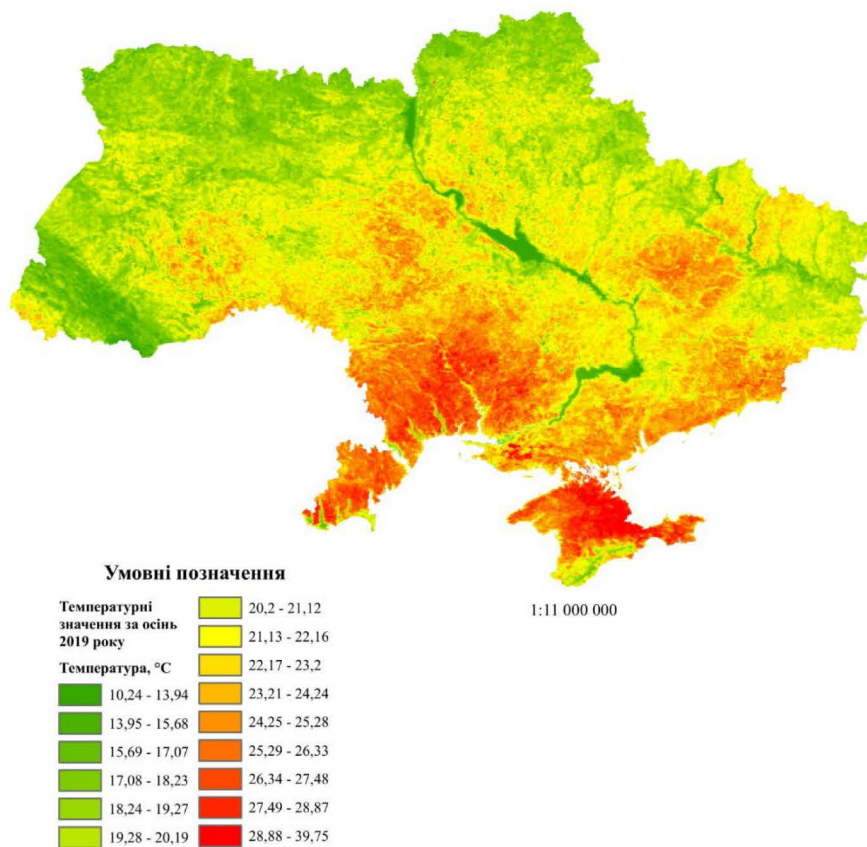 Умовні позначення
1:11 000 000
Температурні
значення за осінь
2019 року
Температура, °C
10,24 - 13,94
13,95 - 15,68
15,69 - 17,07
17,08 - 18,23
18,24 - 19,27
19,28 - 20,19
20,2 - 21,12
21,13 - 22,16
22,17 - 23,2
23,21 - 24,24
24,25 - 25,28
25,29 - 26,33
26,34 - 27,48
27,49 - 28,87
28,88 - 39,75